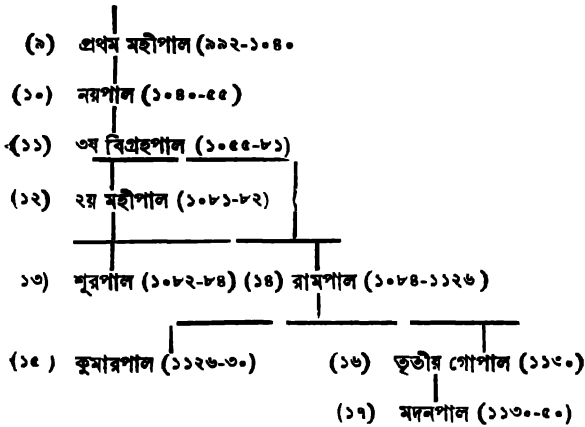 (৯) প্রথম মহীপাল (৯৯২-১০৪০
(১০) নয়পাল (১০৪০-৫৫)
(১১) ৩য বিগ্রহপাল (১০৫৫-৮১)
(১২) ২য় মহীপাল (১০৮১-৮২)
১৩) শূরপাল (১০৮২-৮৪) (১৪) রামপাল (১০৮৪-১১২৬)
(১৫) কুমারপাল (১১২৬-৩০) (১৬) তৃতীয় গোপাল (১১৩০)
(১৭) মদনপাল (১১৩০-৫০)